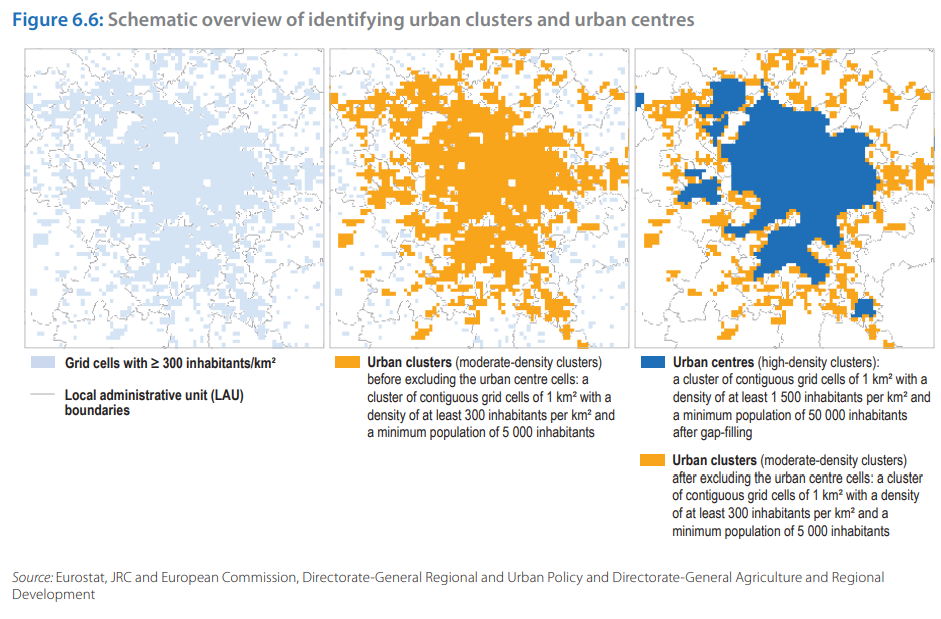 Figure 6.6: Schematic overview of identifying urban clusters and urban centres
Grid cells with ≥ 300 inhabitants/km²
Local administrative unit (LAU)
boundaries
Urban clusters (moderate-density clusters)
before excluding the urban centre cells: a
cluster of contiguous grid cells of 1 km² with a
density of at least 300 inhabitants per km² and
a minimum population of 5 000 inhabitants
Urban centres (high-density clusters):
a cluster of contiguous grid cells of 1 km² with a
density of at least 1 500 inhabitants per km² and
a minimum population of 50 000 inhabitants
after gap-filling
Urban clusters (moderate-density clusters)
after excluding the urban centre cells: a cluster
of contiguous grid cells of 1 km² with a density
of at least 300 inhabitants per km² and a
minimum population of 5 000 inhabitants
Source: Eurostat, JRC and European Commission, Directorate-General Regional and Urban Policy and Directorate-General Agriculture and Regional
Development